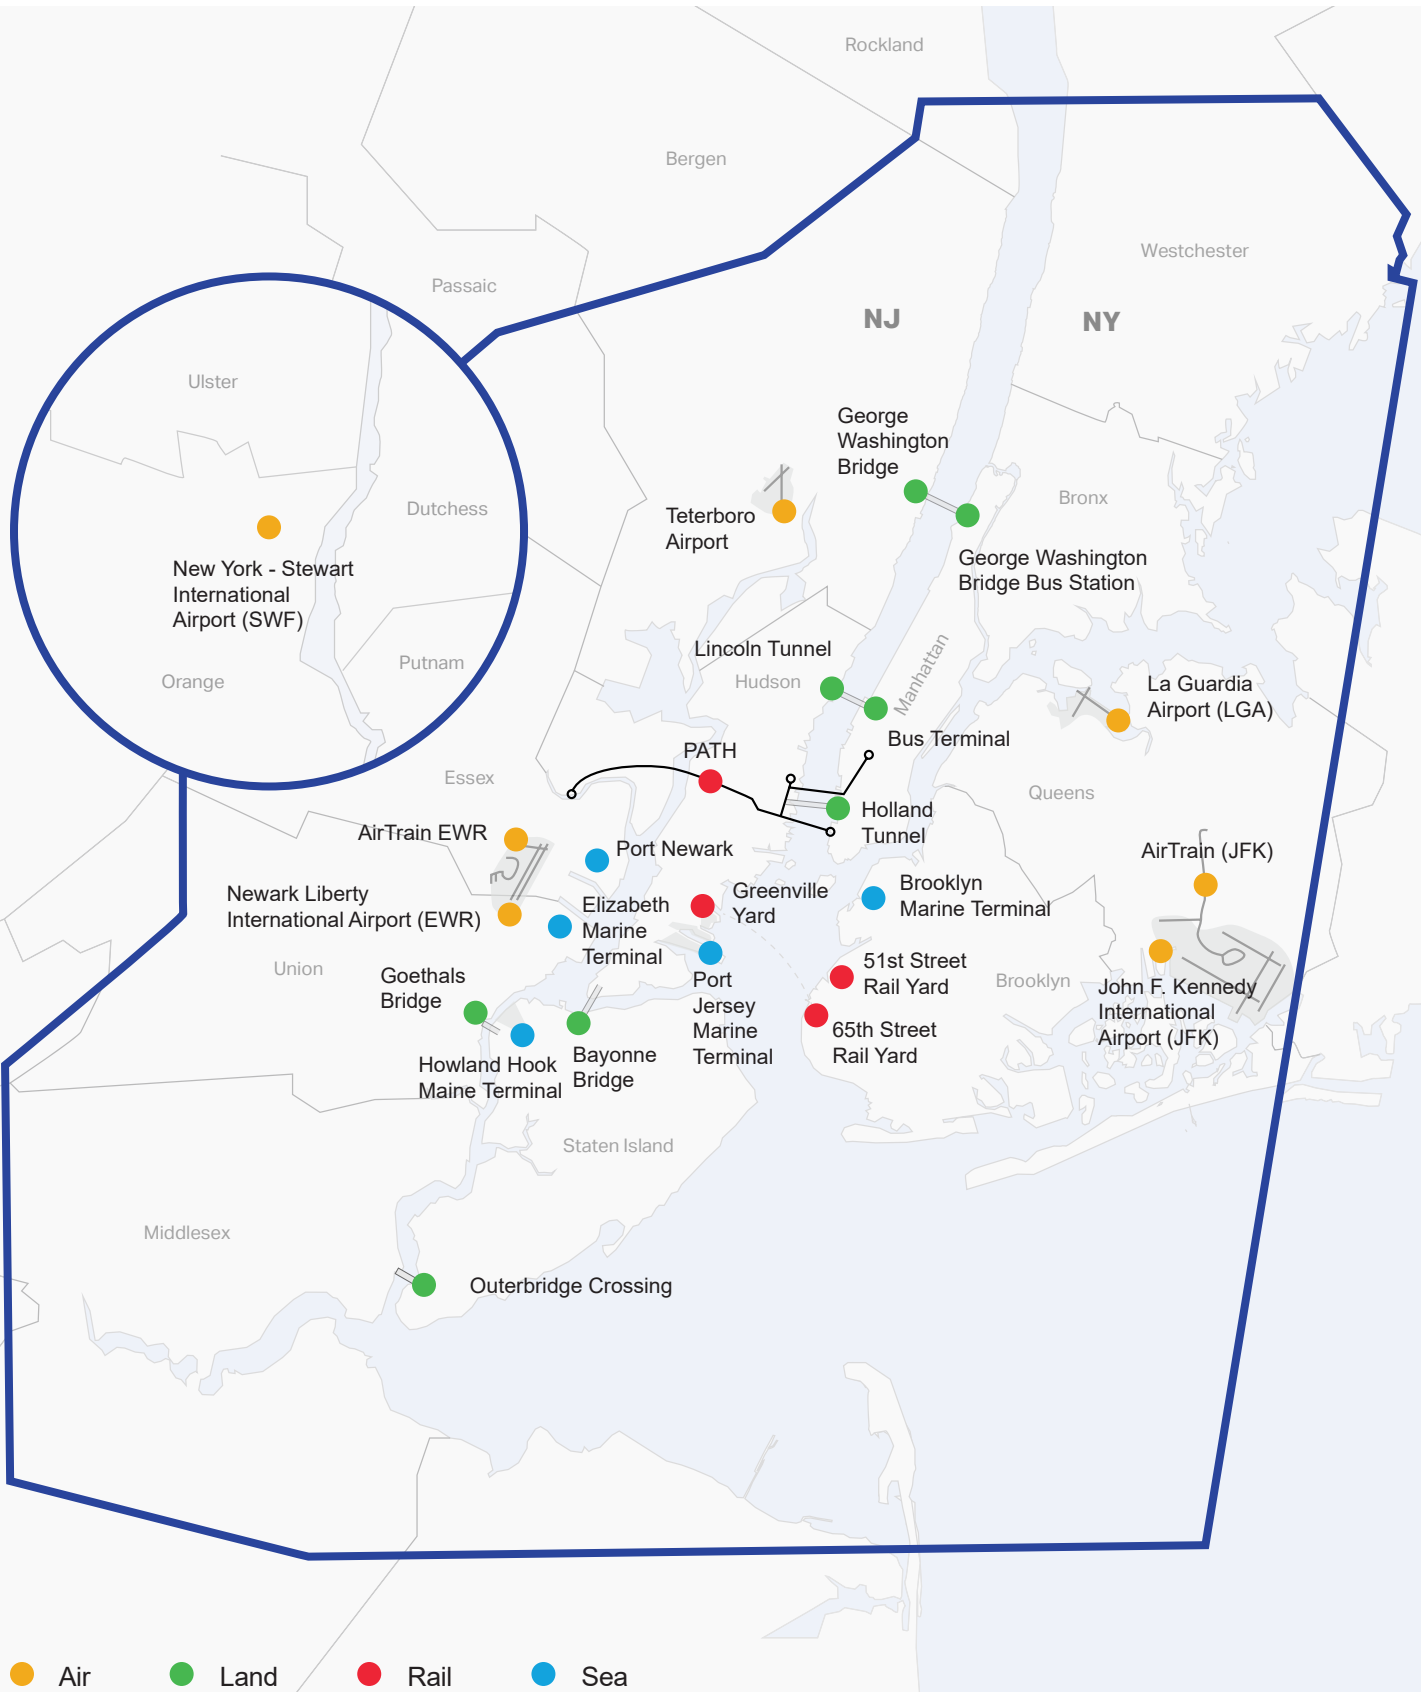 Rockland
Bergen
Westchester
Passaic
NJ
NY
Ulster
George
Washington
Bridge
Bronx
Dutchess
Teterboro
Airport
George Washington
Bridge Bus Station
New York - Stewart
International
Airport (SWF)
Lincoln Tunnel
Manhattan
Putnam
Orange
Hudson
La Guardia
Airport (LGA)
Bus Terminal
PATH
Essex
Queens
Holland
Tunnel
AirTrain EWR
Port Newark
AirTrain (JFK)
Newark Liberty
International Airport (EWR)
Elizabeth
Marine
Terminal
Greenville
Yard
Brooklyn
Marine Terminal
Union
Goethals
Bridge
Port
Jersey
Marine
Terminal
51st Street
Rail Yard
Brooklyn
John F. Kennedy
International
Airport (JFK)
65th Street
Rail Yard
Howland Hook
Maine Terminal
Bayonne
Bridge
Staten Island
Middlesex
Outerbridge Crossing
Air
Land
Rail
Sea